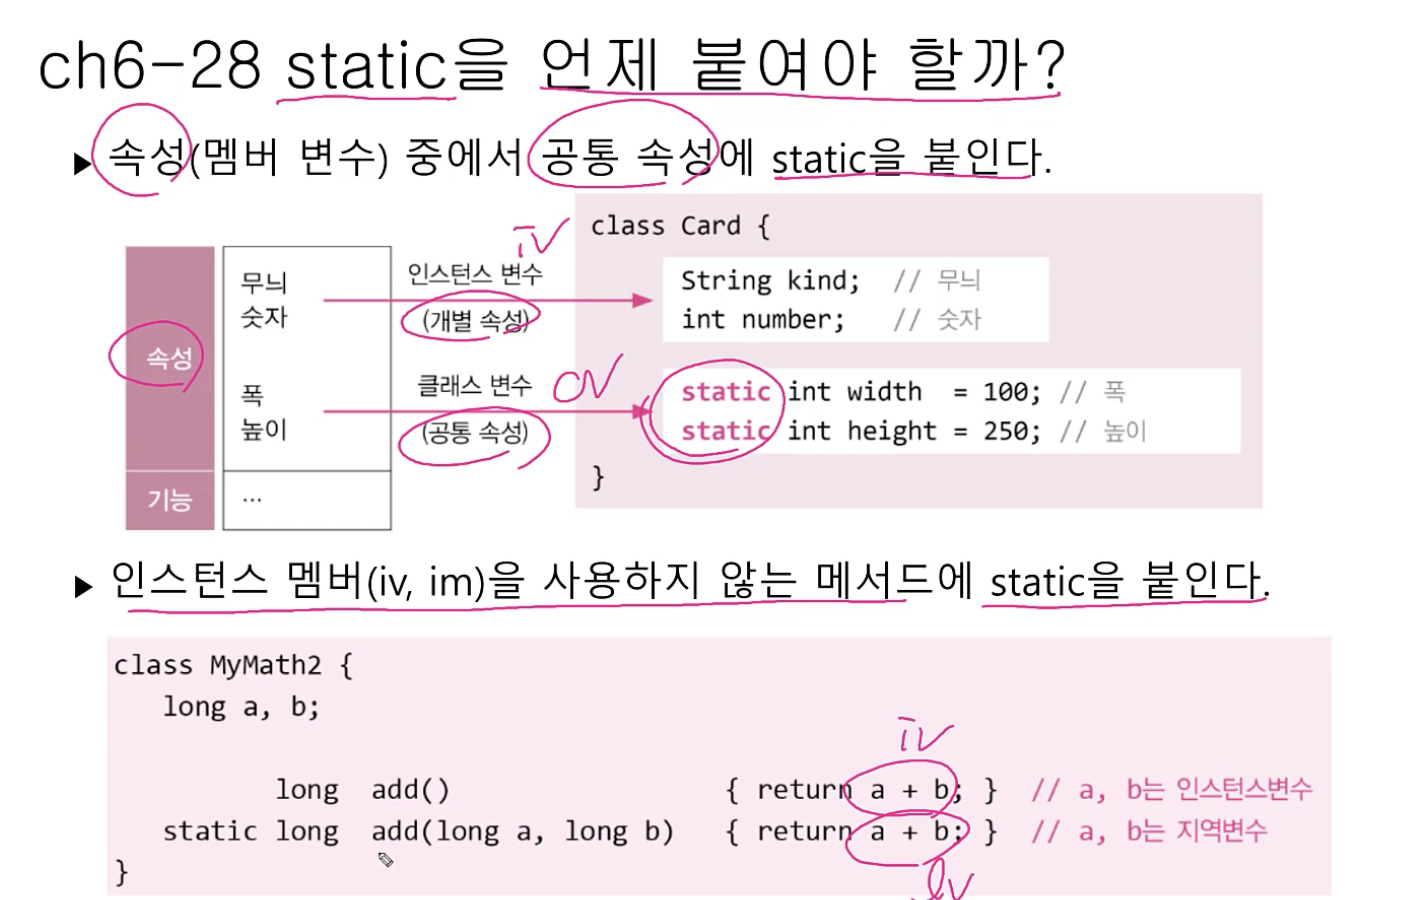 ch6-28 static을 언제 붙여야 할까?
▶ 속성(멤버 변수) 중에서 공통 속성에 static을 붙인다.
속성
무늬
숫자
폭
높이
기능
...
iv
인스턴스 변수
(개별 속성)
클래스 변수
cv
(공통 속성)
class Card {
String kind; // 무늬
int number; // 숫자
static int width = 100; // 폭
static int height = 250; // 높이
}
▶ 인스턴스 멤버(iv, im)을 사용하지 않는 메서드에 static을 붙인다.
class MyMath2 {
long a, b;
iv
long add() { return a + b; } // a, b는 인스턴스변수
static long add(long a, long b) { return a + b; } // a, b는 지역변수
lv
}